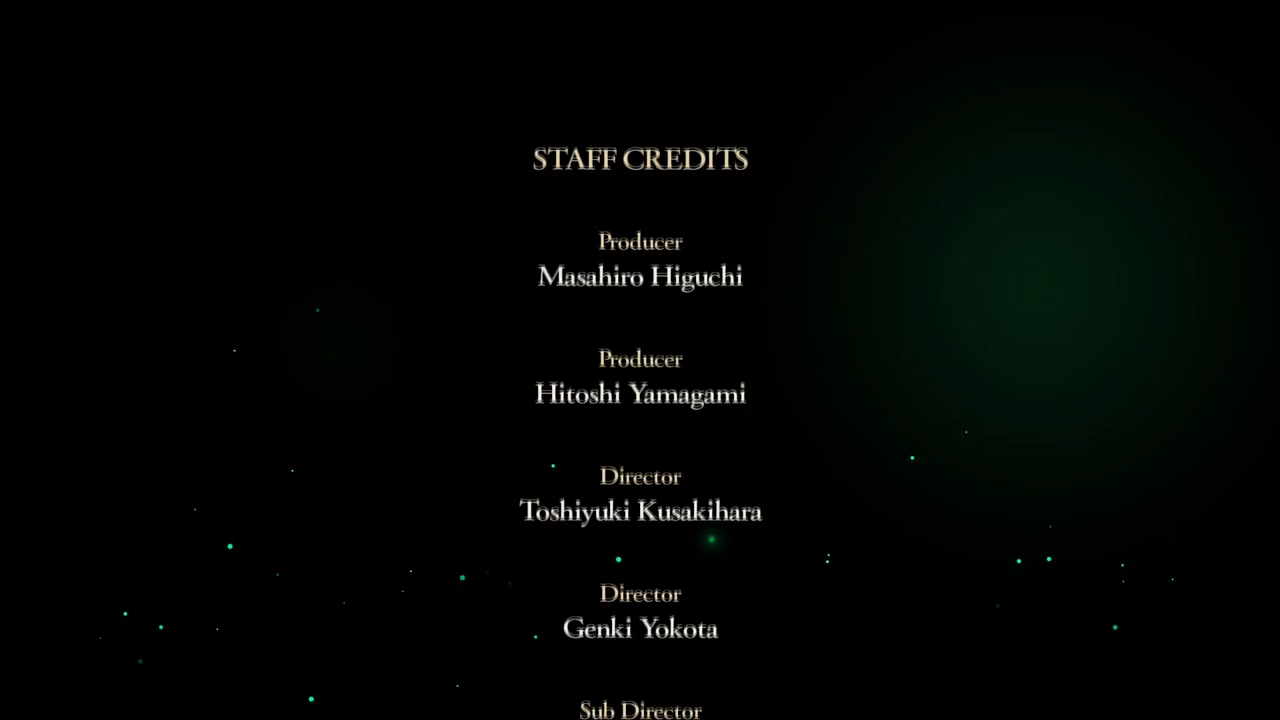 STAFF CREDITS
Producer
Masahiro Higuchi
Producer
Hitoshi Yamagami
Director
Toshiyuki Kusakihara
Director
Genki Yokota
Sub Director